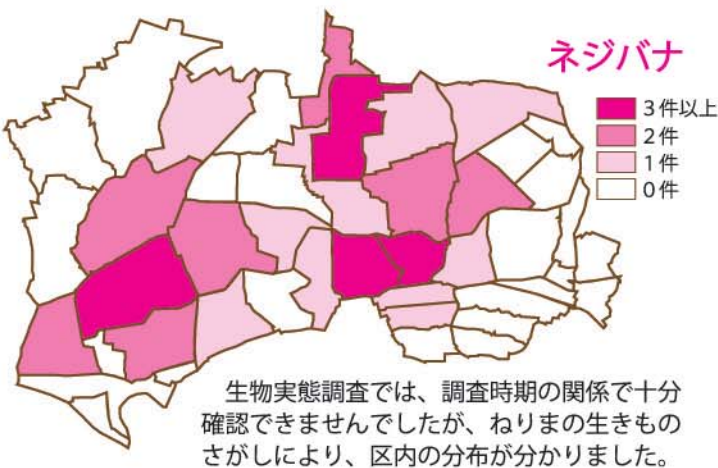 ネジバナ
3件以上
2件
1件
0件
生物実態調査では、調査時期の関係で十分
確認できませんでしたが、ねりまの生きもの
さがしにより、区内の分布が分かりました。